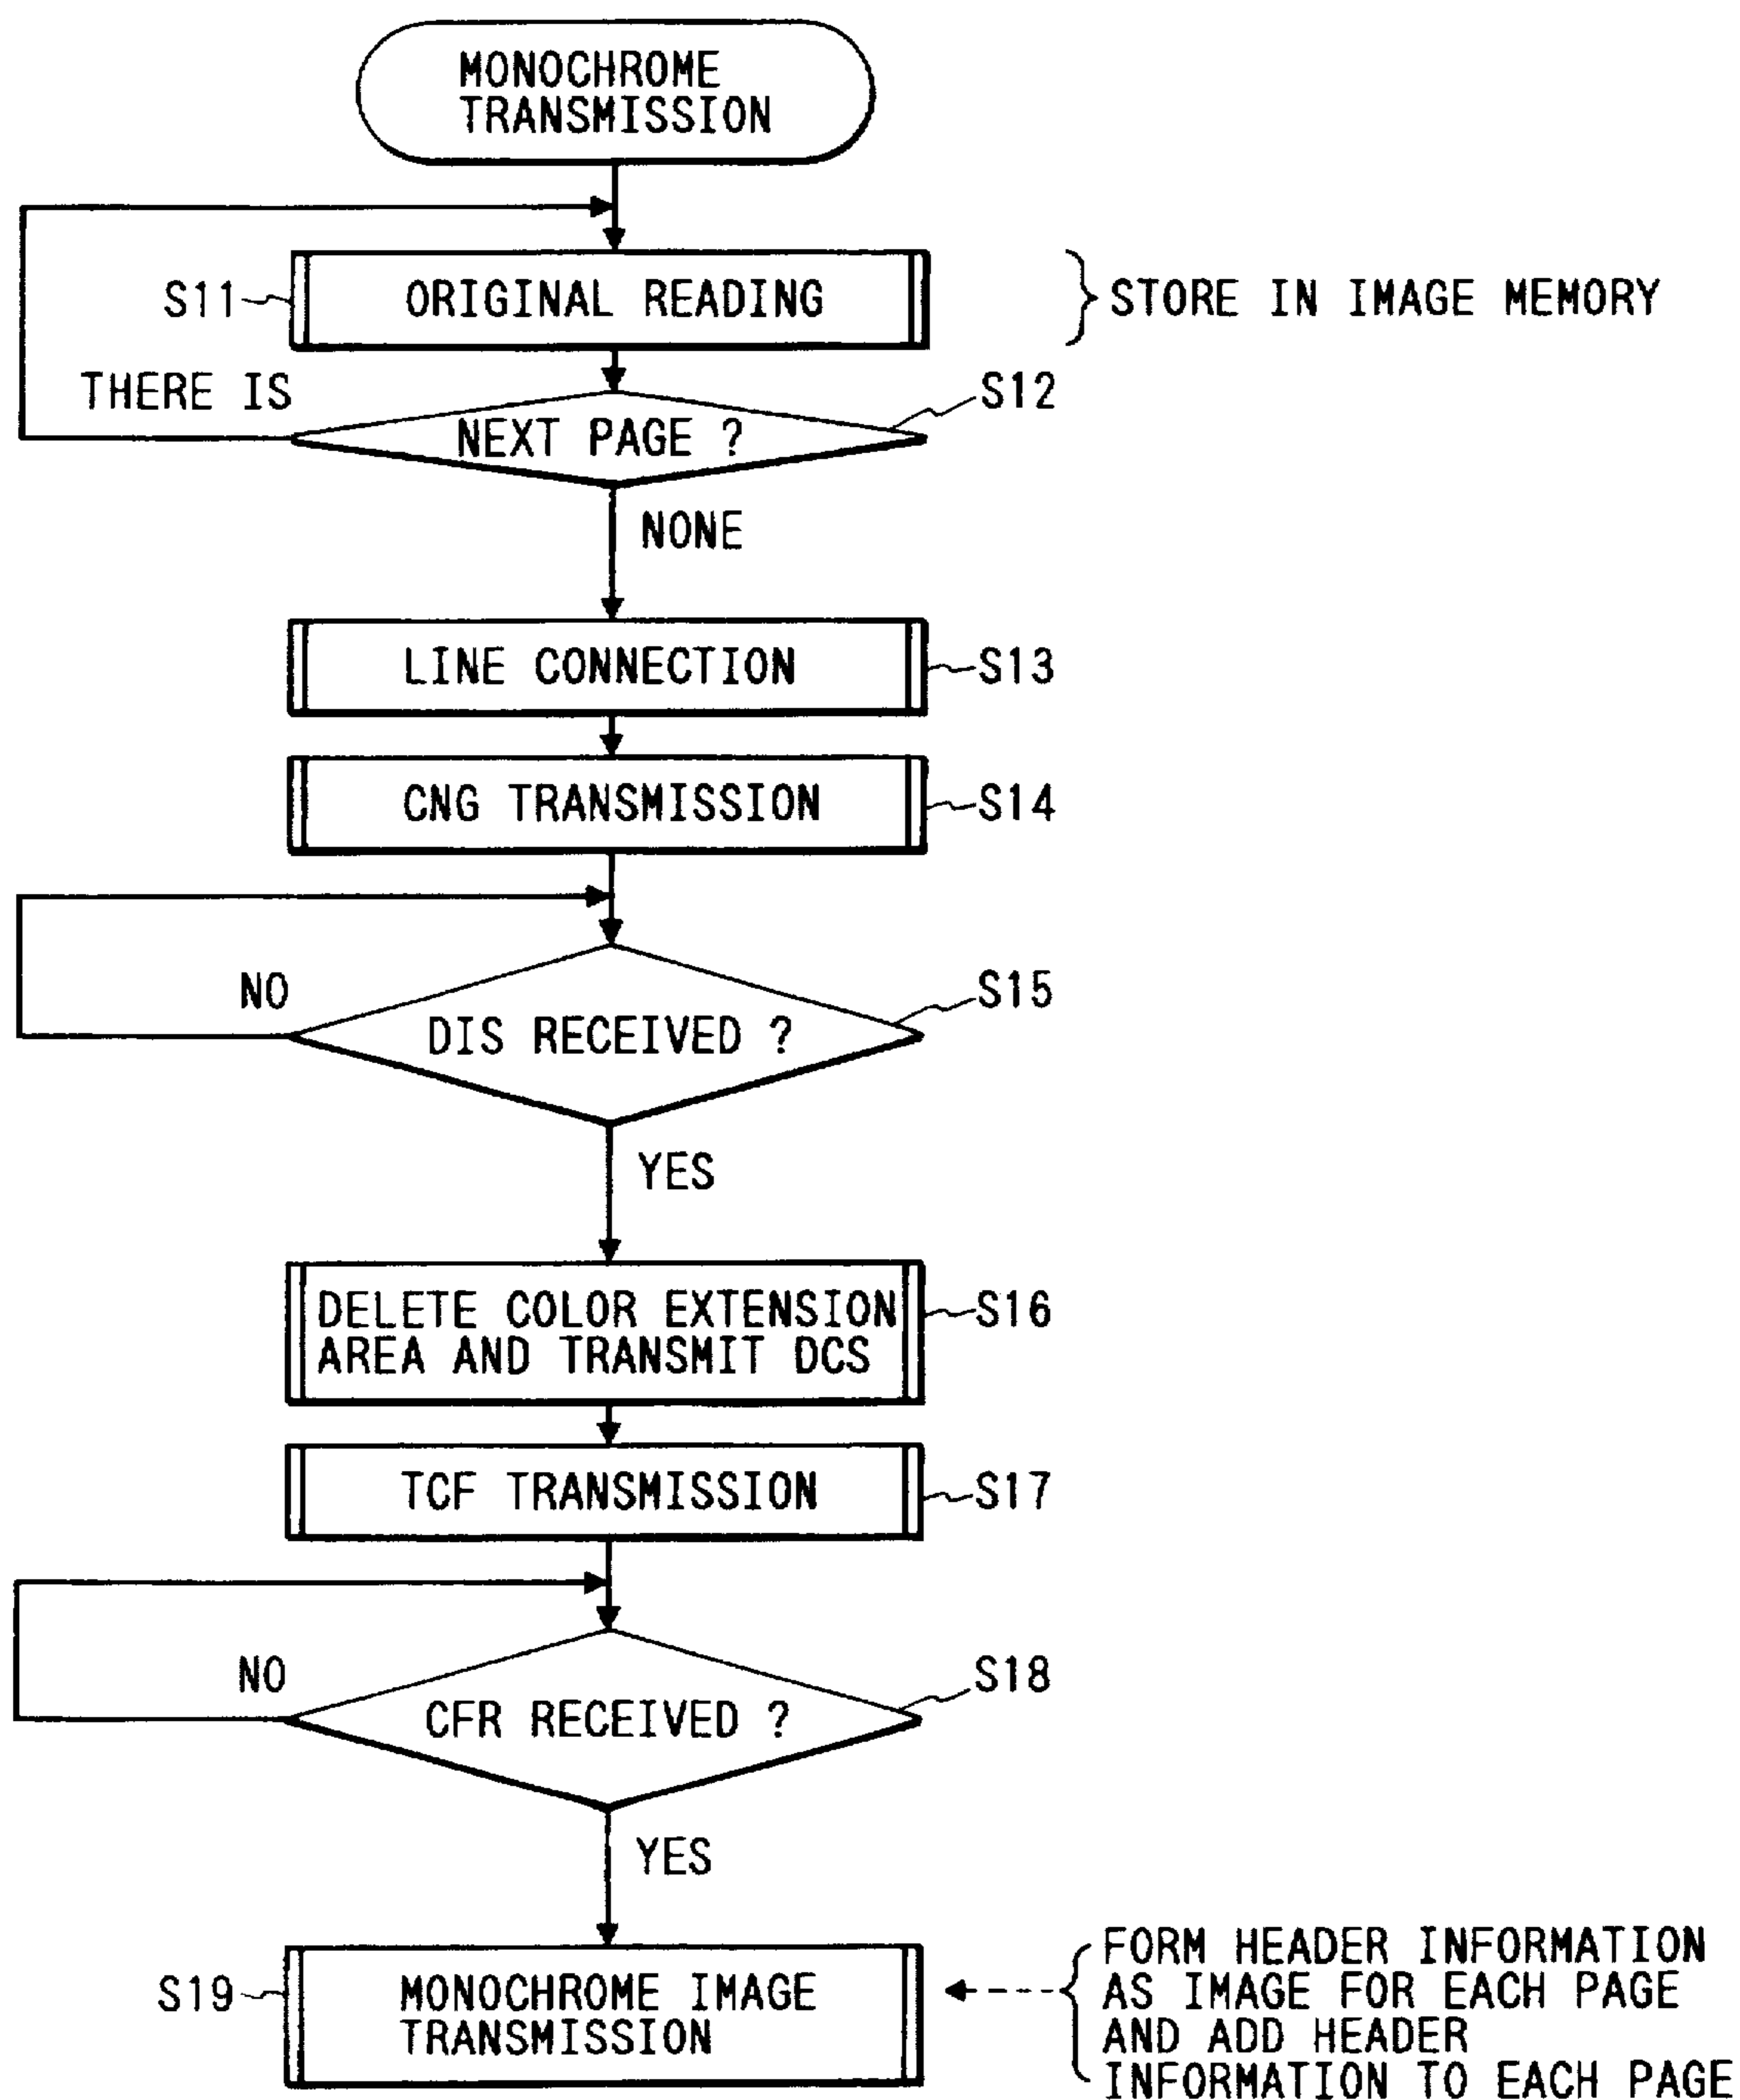 MONOCHROME
TRANSMISSION
S11
ORIGINAL READING
STORE IN IMAGE MEMORY
THERE IS
S12
NEXT PAGE ?
NONE
LINE CONNECTION
S13
CNG TRANSMISSION
S14
NO
S15
DIS RECEIVED ?
YES
DELETE COLOR EXTENSION
AREA AND TRANSMIT DCS
S16
TCF TRANSMISSION
S17
NO
S18
CFR RECEIVED ?
YES
S19
MONOCHROME IMAGE
TRANSMISSION
FORM HEADER INFORMATION
AS IMAGE FOR EACH PAGE
AND ADD HEADER
INFORMATION TO EACH PAGE